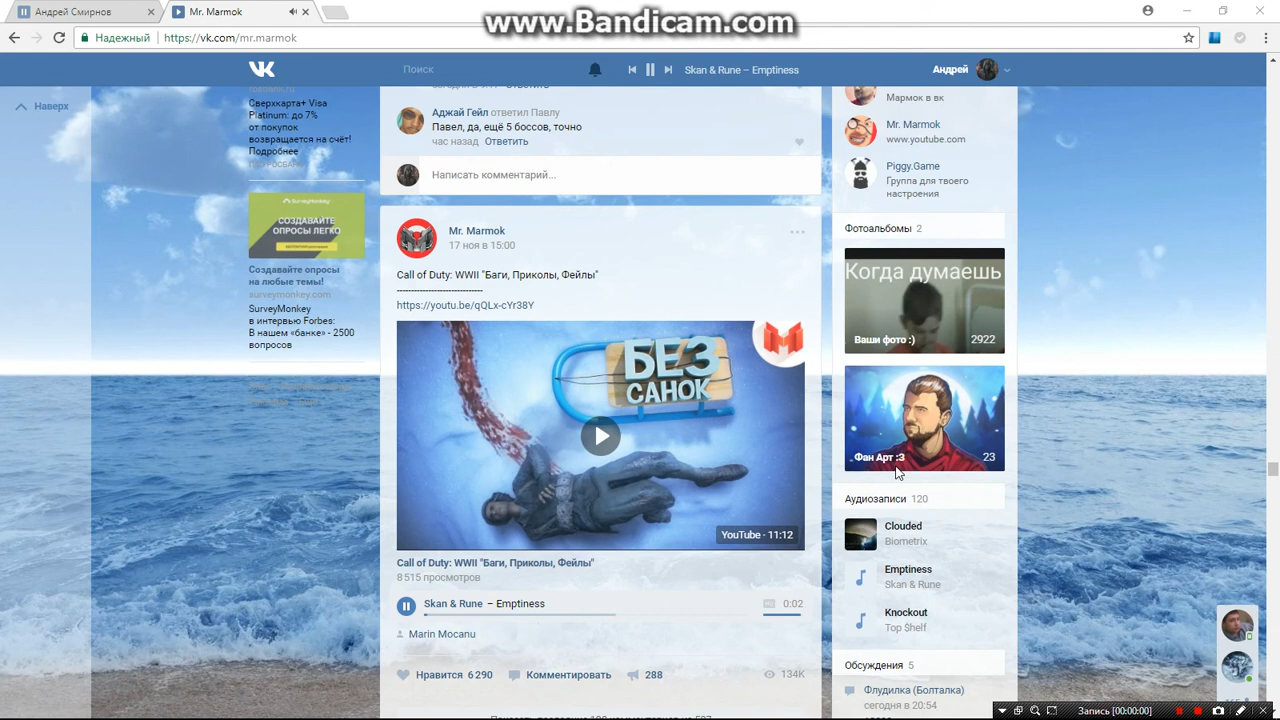 Андрей Смирнов
Mr. Marmok
www.Bandicam.com
Надежный
https://vk.com/mr.marmok
Поиск
Skan & Rune – Emptiness
Андрей
Наверх
Сверхкарта+ Visa
Platinum: до 7%
от покупок
возвращается на счёт!
Подробнее
СОЗДАВАЙТЕ
ОПРОСЫ ЛЕГКО
Создавайте опросы
на любые темы!
surveymonkey.com
SurveyMonkey
в интервью Forbes:
В нашем «банке» - 2500
вопросов
Аджай Гейл ответил Павлу
Павел, да, ещё 5 боссов, точно
час назад Ответить
Написать комментарий...
Mr. Marmok
17 ноя в 15:00
Call of Duty: WWII "Баги, Приколы, Фейлы"
------------------------------
https://youtu.be/qQLx-cYr38Y
БЕЗ
САНОК
YouTube · 11:12
Call of Duty: WWII "Баги, Приколы, Фейлы"
8 515 просмотров
Skan & Rune – Emptiness
0:02
Marin Mocanu
Нравится 6 290
Комментировать
288
134K
Мармок в вк
Mr. Marmok
www.youtube.com
Piggy.Game
Группа для твоего
настроения
Фотоальбомы 2
Когда думаешь
Ваши фото :)
2922
Фан Арт :3
23
Аудиозаписи 120
Clouded
Biometrix
Emptiness
Skan & Rune
Knockout
Top $helf
Обсуждения 5
Флудилка (Болталка)
сегодня в 20:54
Запись [00:00:00]